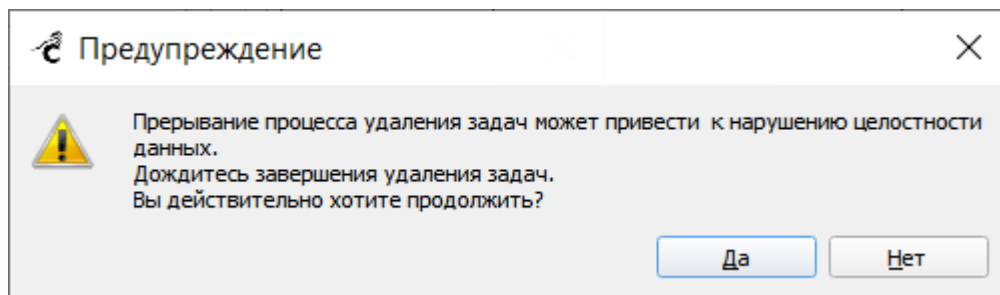 Предупреждение
Прерывание процесса удаления задач может привести  к нарушению целостности
данных.
Дождитесь завершения удаления задач.
Вы действительно хотите продолжить?
Да
Нет